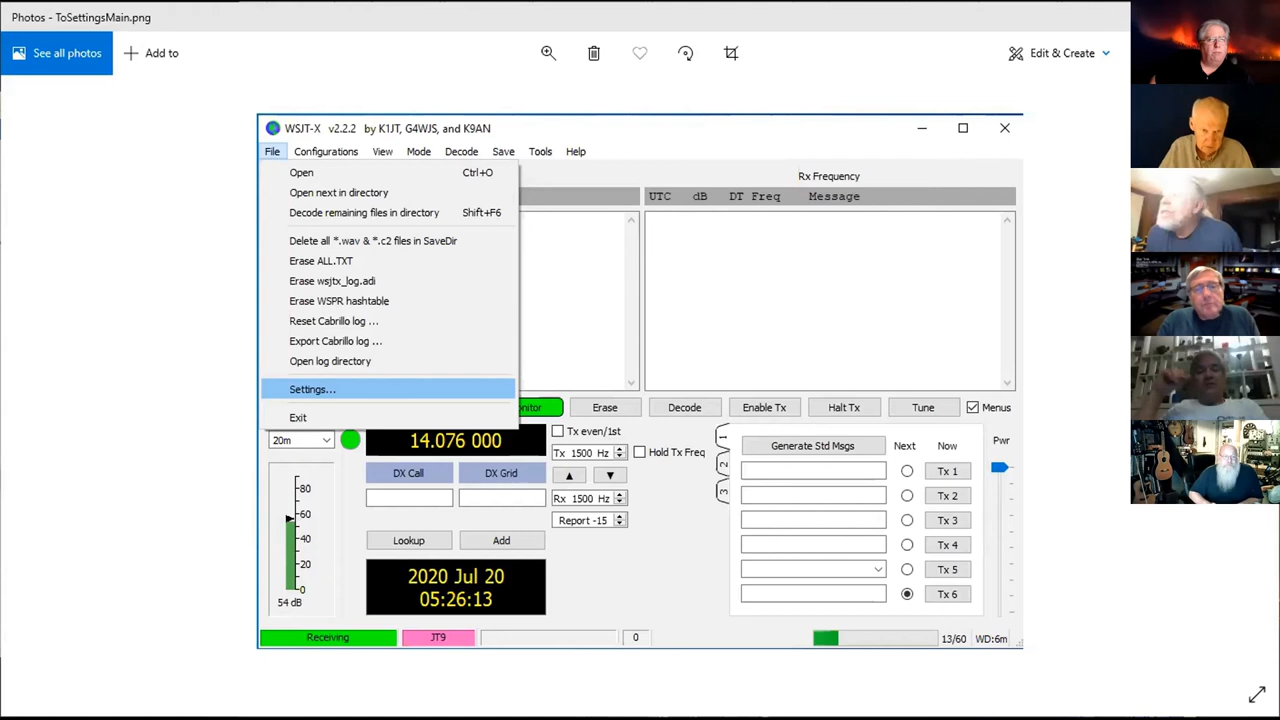 Photos - ToSettingsMain.png
See all photos
Add to
Edit & Create
WSJT-X v2.2.2 by K1JT, G4WJS, and K9AN
File Configurations View Mode Decode Save Tools Help
Open Ctrl+O
Open next in directory
Decode remaining files in directory Shift+F6
Delete all *.wav & *.c2 files in SaveDir
Erase ALL.TXT
Erase wsjtx_log.adi
Erase WSPR hashtable
Reset Cabrillo log ...
Export Cabrillo log ...
Open log directory
Settings...
Exit
Rx Frequency
UTC dB DT Freq Message
Erase Decode Enable Tx Halt Tx Tune Menus
20m
14.076 000
Tx even/1st
Tx 1500 Hz
Hold Tx Freq
DX Call DX Grid
Rx 1500 Hz
Report -15
Lookup Add
2020 Jul 20
05:26:13
80
60
40
20
0
54 dB
1
2
3
Generate Std Msgs Next Now Pwr
Tx 1
Tx 2
Tx 3
Tx 4
Tx 5
Tx 6
Receiving JT9 0 13/60 WD:6m